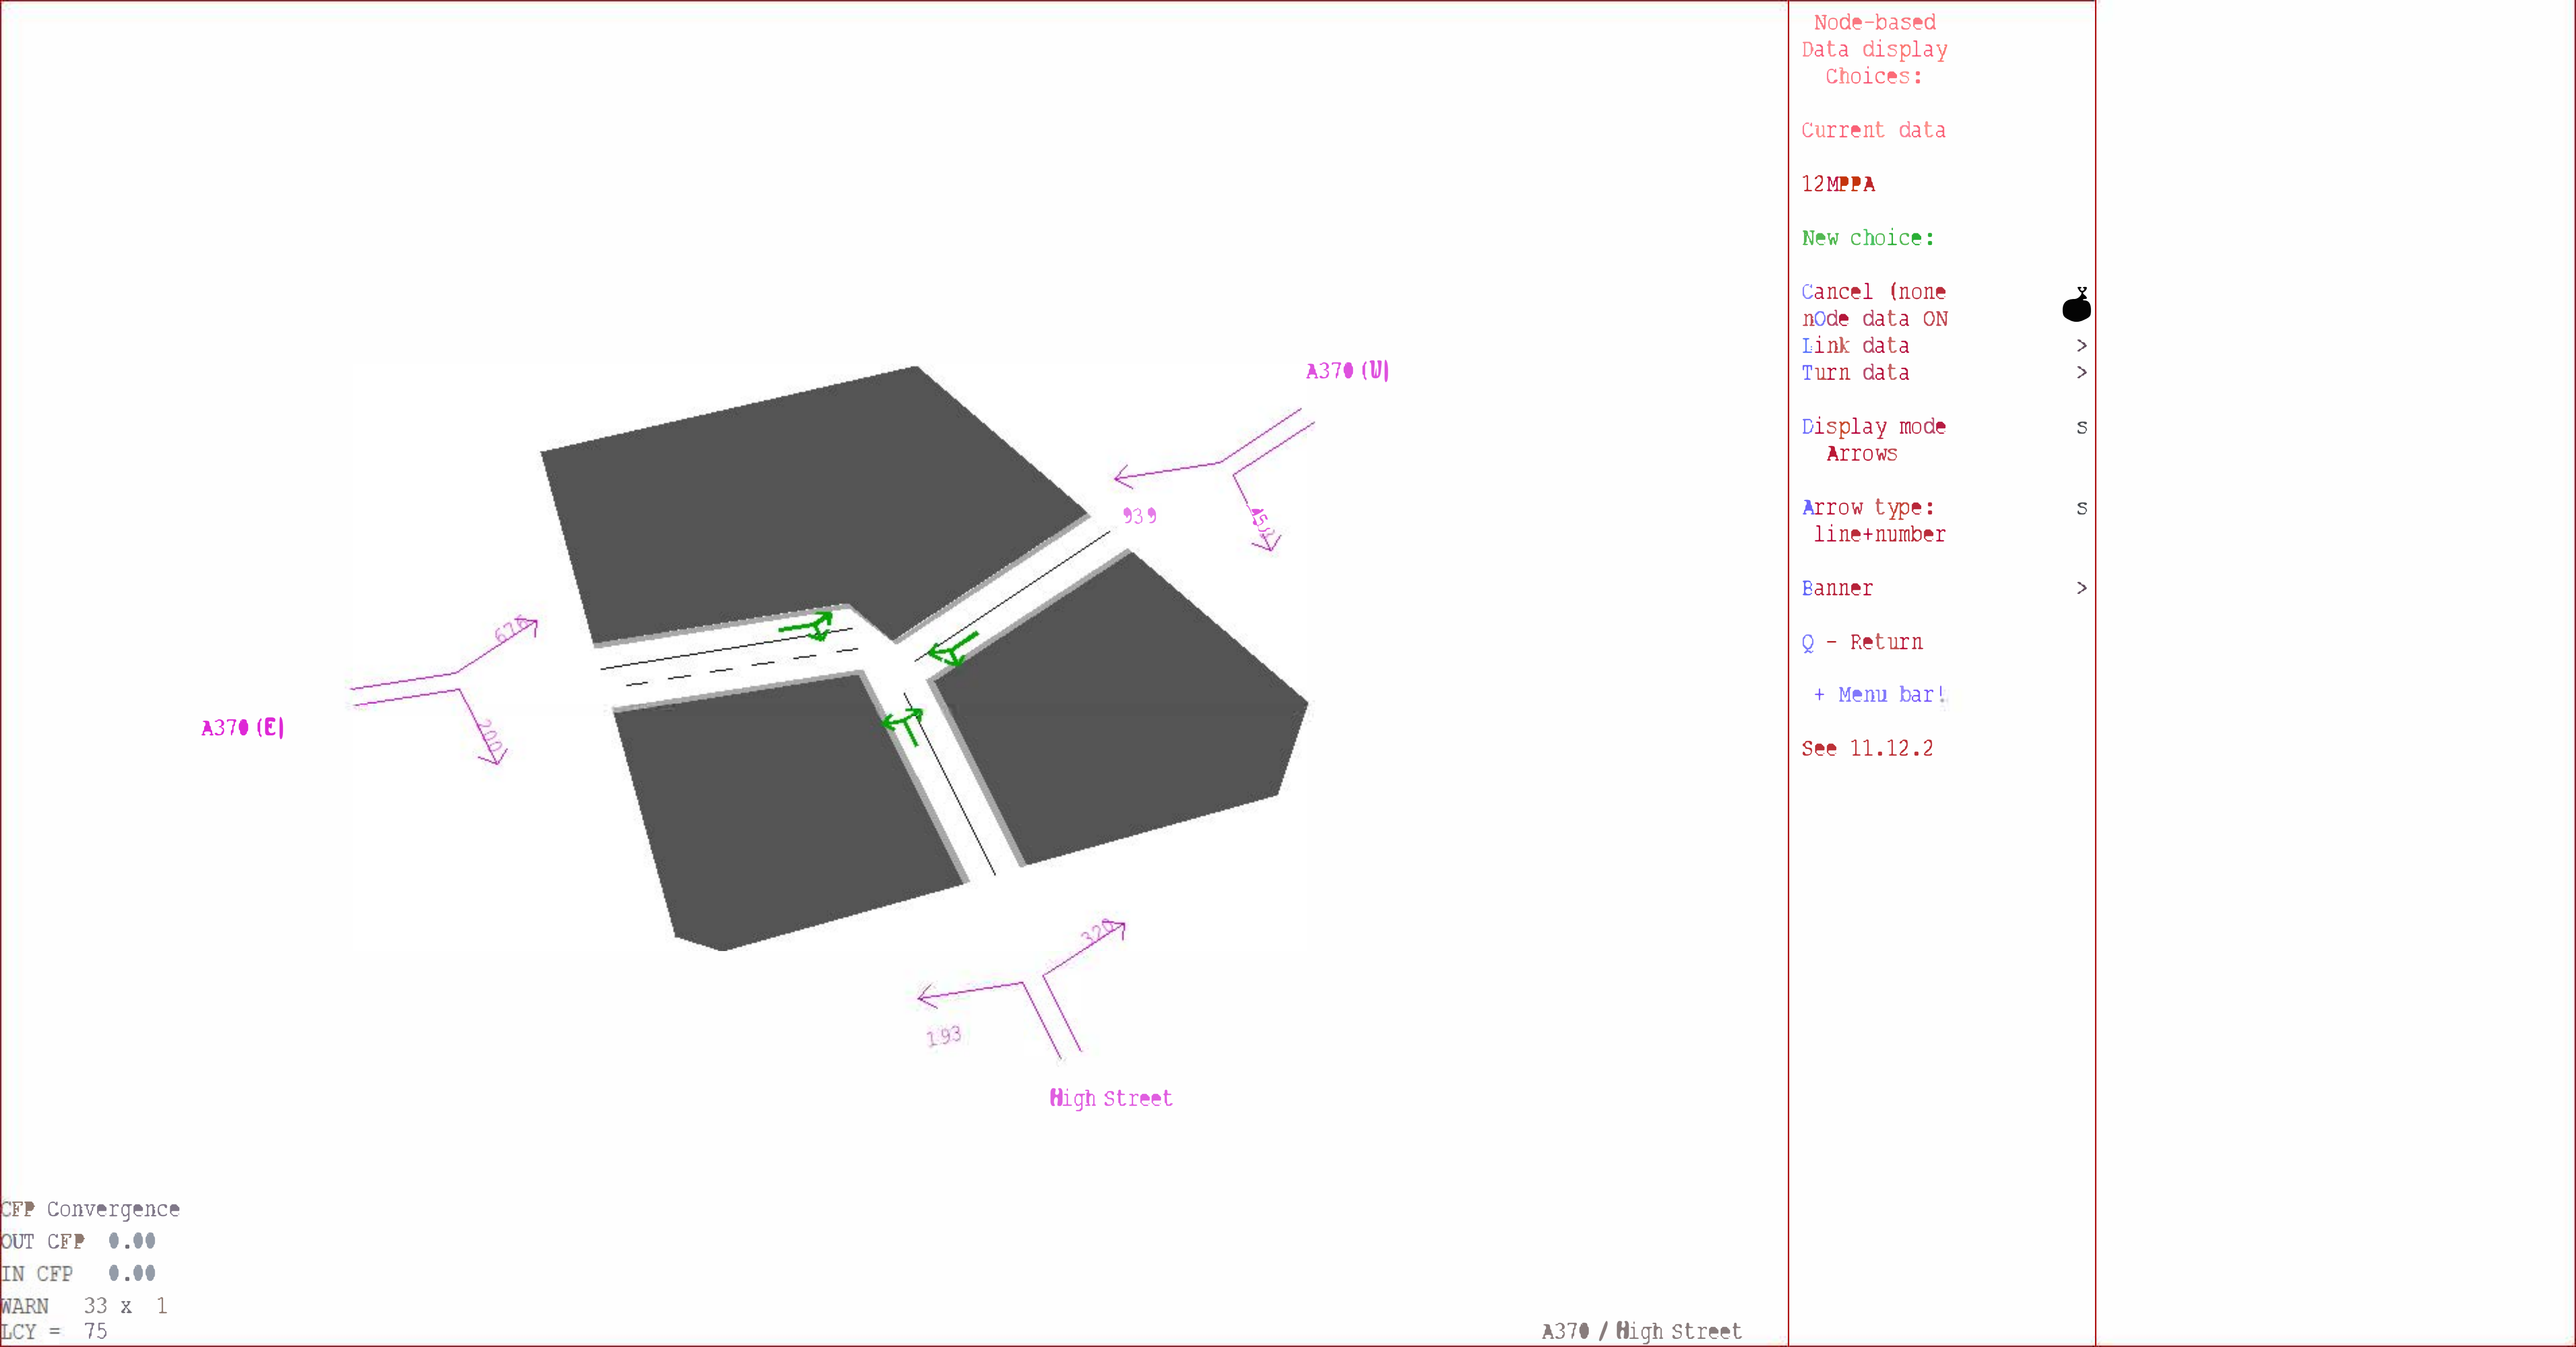 Node-based
Data display
Choices:
Current data
12MPPA
New choice:
Cancel (none x
nOde data ON
Link data >
Turn data >
Display mode s
Arrows
Arrow type: s
line+number
Banner >
Q - Return
+ Menu bar!
See 11.12.2
A370 (W)
939
676
200
A370 (E)
320
193
High Street
CFP Convergence
OUT CFP 0.00
IN CFP 0.00
WARN 33 x 1
LCY = 75
A370 / High Street